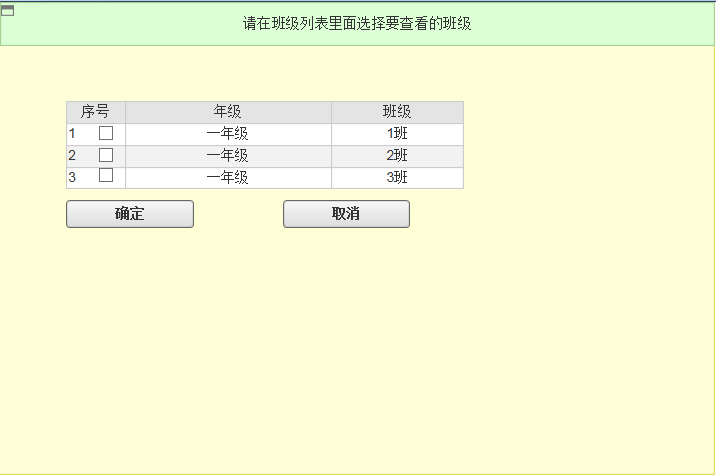 请在班级列表里面选择要查看的班级
序号 年级 班级
1 一年级 1班
2 一年级 2班
3 一年级 3班
确定 取消